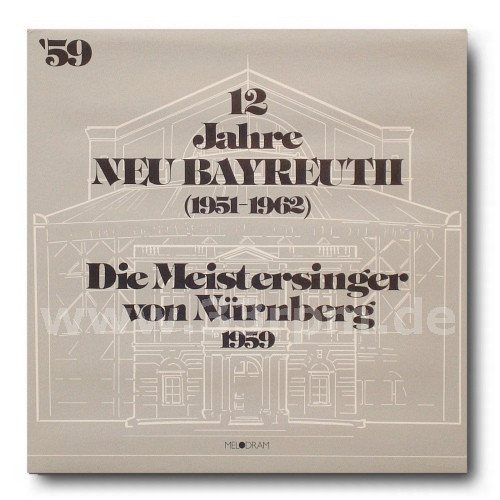 '59
12
Jahre
NEU BAYREUTH
(1951-1962)
Die Meistersinger
von Nürnberg
1959
MELODRAM